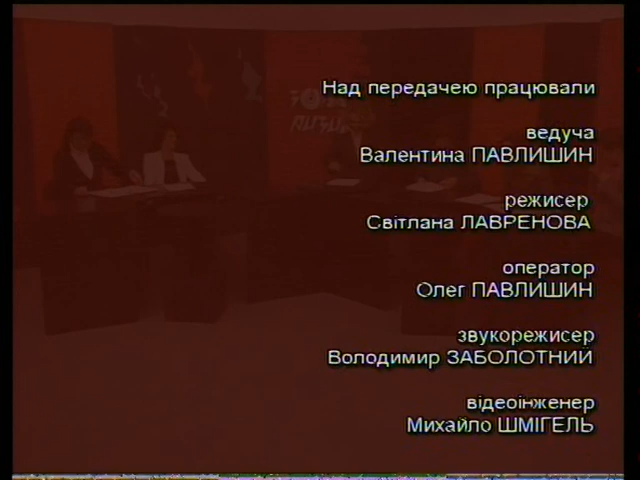 Над передачею працювали
ведуча
Валентина ПАВЛИШИН
режисер
Світлана ЛАВРЕНОВА
оператор
Олег ПАВЛИШИН
звукорежисер
Володимир ЗАБОЛОТНИЙ
відеоінженер
Михайло ШМІГЕЛЬ